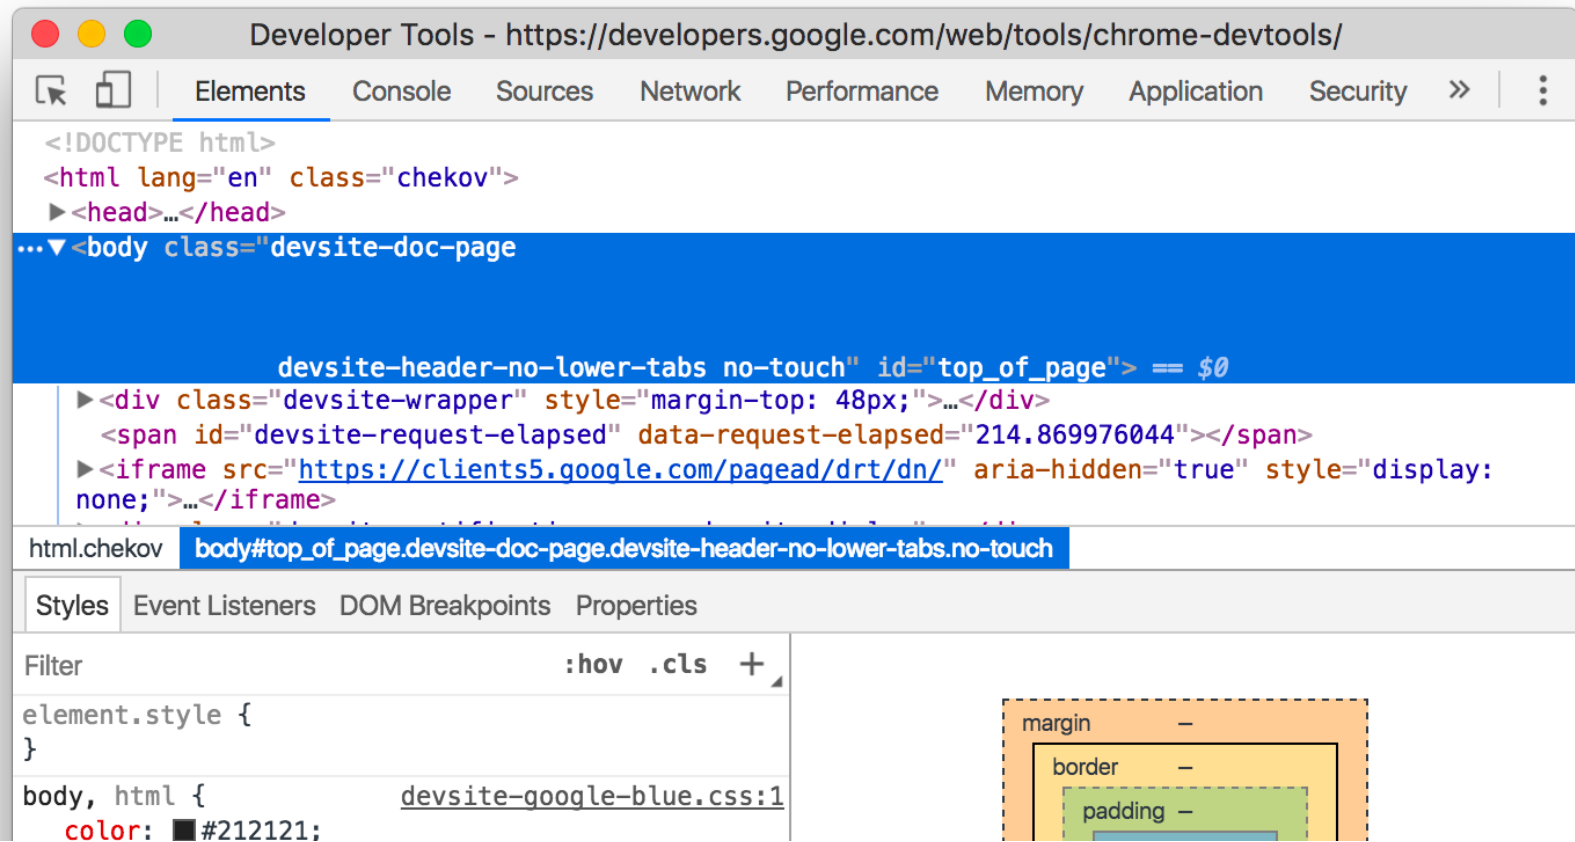 Developer Tools - https://developers.google.com/web/tools/chrome-devtools/
Elements Console Sources Network Performance Memory Application Security »
<!DOCTYPE html>
<html lang="en" class="chekov">
▶<head>…</head>
…▼<body class="devsite-doc-page
devsite-header-no-lower-tabs no-touch" id="top_of_page"> == $0
▶<div class="devsite-wrapper" style="margin-top: 48px;">…</div>
<span id="devsite-request-elapsed" data-request-elapsed="214.869976044"></span>
▶<iframe src="https://clients5.google.com/pagead/drt/dn/" aria-hidden="true" style="display:
none;">…</iframe>
html.chekov body#top_of_page.devsite-doc-page.devsite-header-no-lower-tabs.no-touch
Styles Event Listeners DOM Breakpoints Properties
Filter :hov .cls +
element.style {
}
body, html { devsite-google-blue.css:1
color: #212121;
margin –
border –
padding –